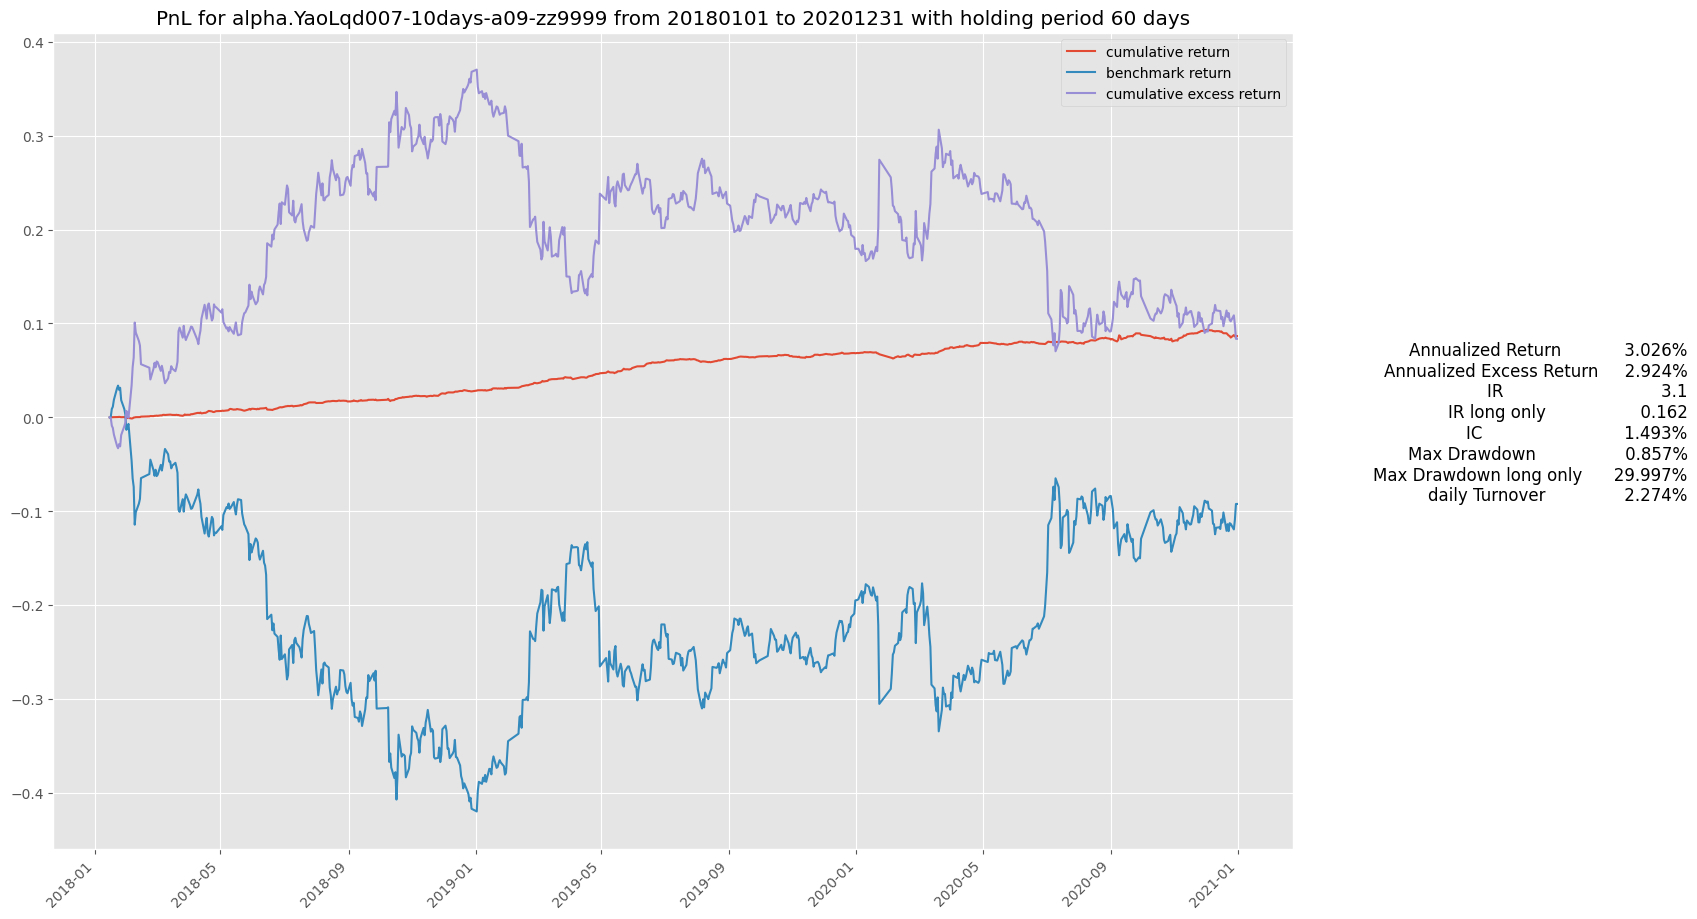 PnL for alpha.YaoLqd007-10days-a09-zz9999 from 20180101 to 20201231 with holding period 60 days
cumulative return
benchmark return
cumulative excess return
0.4
0.3
0.2
0.1
0.0
−0.1
−0.2
−0.3
−0.4
2018-01
2018-05
2018-09
2019-01
2019-05
2019-09
2020-01
2020-05
2020-09
2021-01
Annualized Return 3.026%
Annualized Excess Return 2.924%
IR 3.1
IR long only 0.162
IC 1.493%
Max Drawdown 0.857%
Max Drawdown long only 29.997%
daily Turnover 2.274%